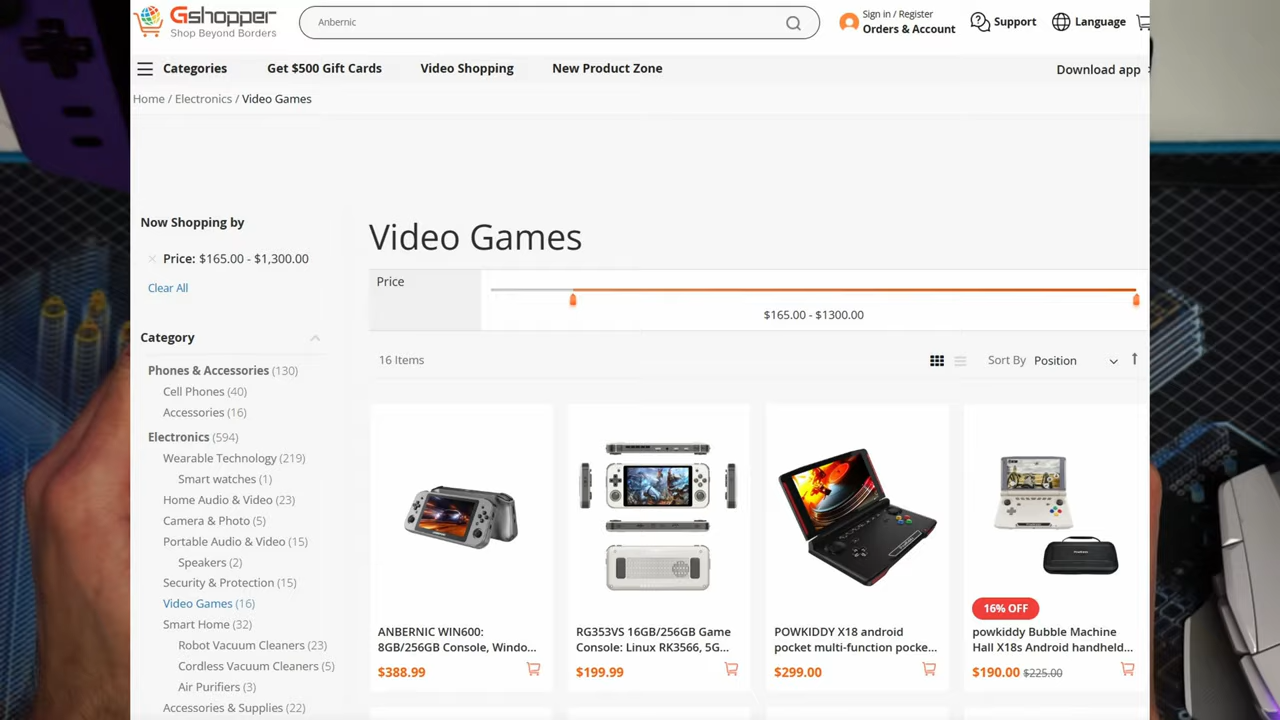 Gshopper
Shop Beyond Borders
Anbernic
Sign in / Register
Orders & Account
Support
Language
Categories
Get $500 Gift Cards
Video Shopping
New Product Zone
Download app
Home / Electronics / Video Games
Now Shopping by
Price: $165.00 - $1,300.00
Clear All
Category
Phones & Accessories (130)
Cell Phones (40)
Accessories (16)
Electronics (594)
Wearable Technology (219)
Smart watches (1)
Home Audio & Video (23)
Camera & Photo (5)
Portable Audio & Video (15)
Speakers (2)
Security & Protection (15)
Video Games (16)
Smart Home (32)
Robot Vacuum Cleaners (23)
Cordless Vacuum Cleaners (5)
Air Purifiers (3)
Accessories & Supplies (22)
Video Games
Price
$165.00 - $1300.00
16 Items
Sort By Position
ANBERNIC WIN600:
8GB/256GB Console, Windo...
$388.99
RG353VS 16GB/256GB Game
Console: Linux RK3566, 5G...
$199.99
POWKIDDY X18 android
pocket multi-function pocke...
$299.00
16% OFF
powkiddy Bubble Machine
Hall X18s Android handheld...
$190.00 $225.00